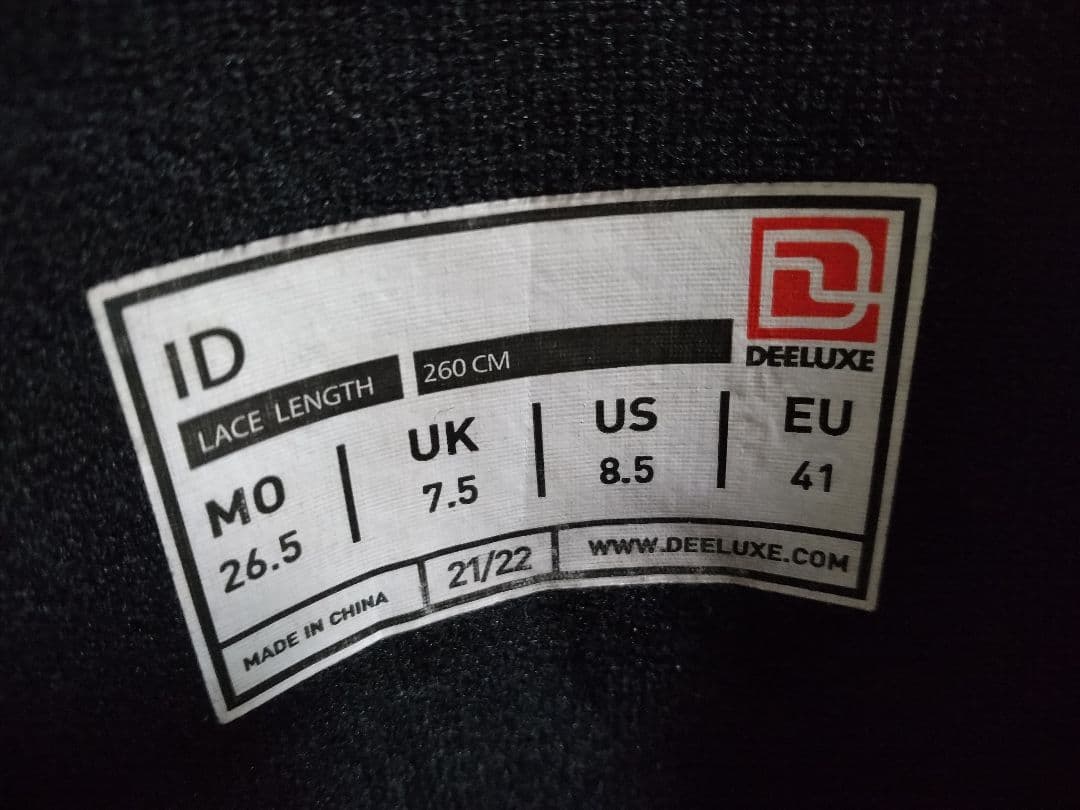 ID
DEELUXE
LACE LENGTH 260 CM
MO UK US EU
26.5 7.5 8.5 41
MADE IN CHINA 21/22 WWW.DEELUXE.COM